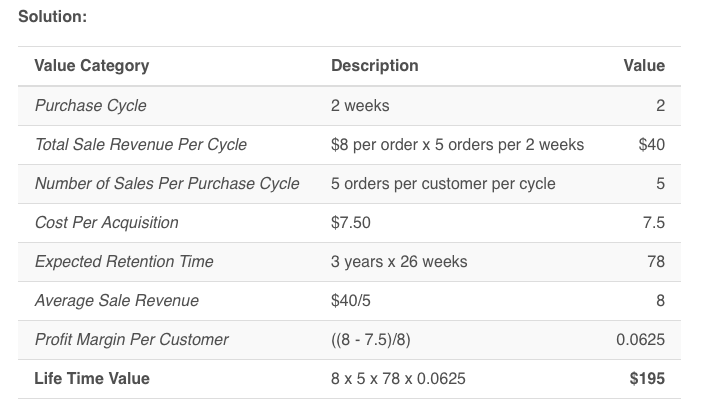 Solution:
Value Category Description Value
Purchase Cycle 2 weeks 2
Total Sale Revenue Per Cycle $8 per order x 5 orders per 2 weeks $40
Number of Sales Per Purchase Cycle 5 orders per customer per cycle 5
Cost Per Acquisition $7.50 7.5
Expected Retention Time 3 years x 26 weeks 78
Average Sale Revenue $40/5 8
Profit Margin Per Customer ((8 - 7.5)/8) 0.0625
Life Time Value 8 x 5 x 78 x 0.0625 $195